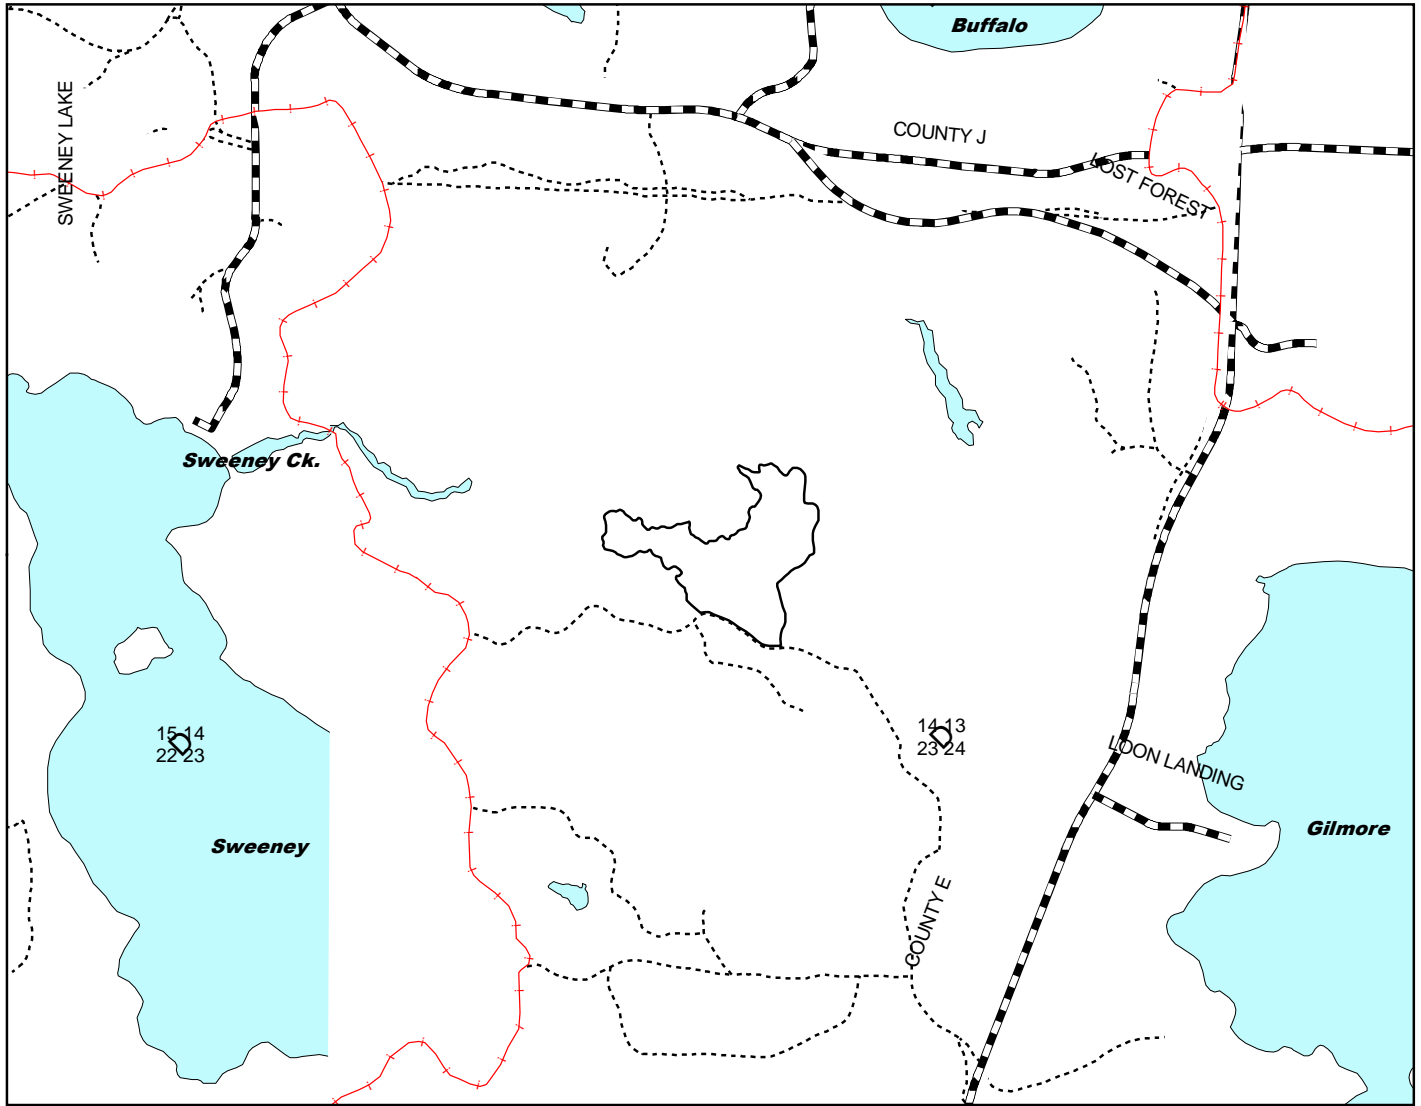 Buffalo
SWEENEY LAKE
COUNTY J
LOST FOREST
Sweeney Ck.
15 14
22 23
14 13
23 24
LOON LANDING
Sweeney
Gilmore
COUNTY E